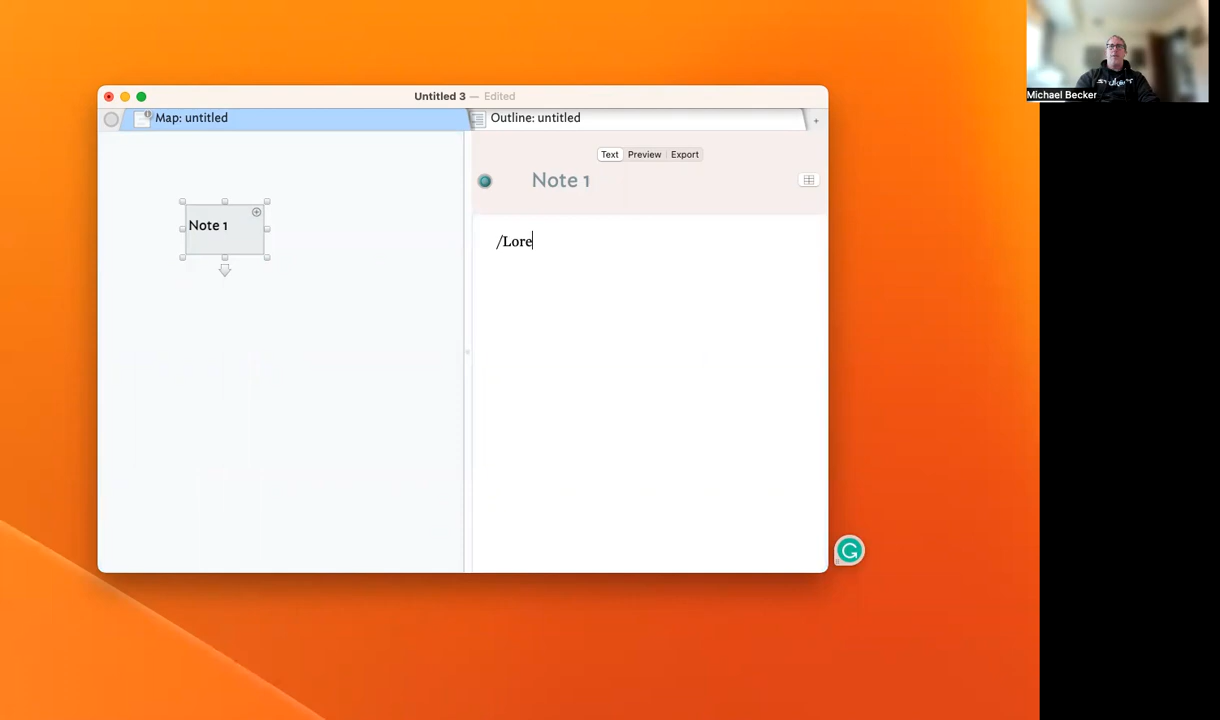 Untitled 3 — Edited
Map: untitled
Outline: untitled
+
Text Preview Export
Note 1
Note 1
/Lore
Michael Becker